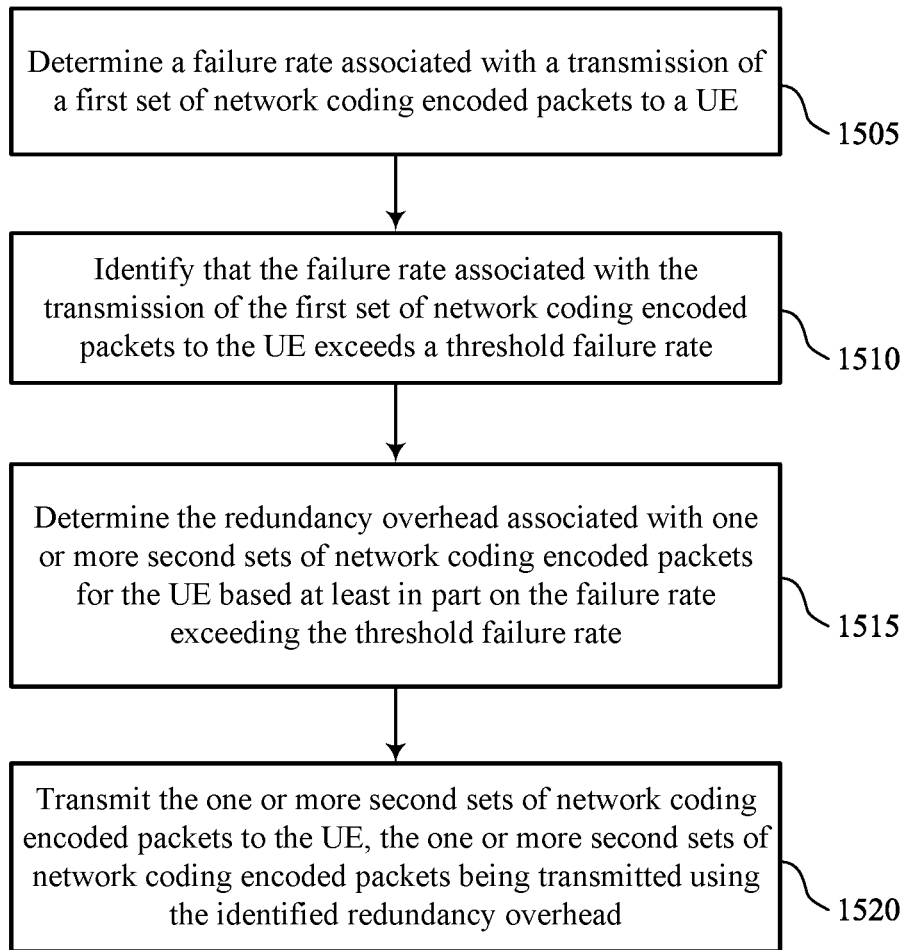 Determine a failure rate associated with a transmission of
a first set of network coding encoded packets to a UE
1505
Identify that the failure rate associated with the
transmission of the first set of network coding encoded
packets to the UE exceeds a threshold failure rate
1510
Determine the redundancy overhead associated with one
or more second sets of network coding encoded packets
for the UE based at least in part on the failure rate
exceeding the threshold failure rate
1515
Transmit the one or more second sets of network coding
encoded packets to the UE, the one or more second sets of
network coding encoded packets being transmitted using
the identified redundancy overhead
1520